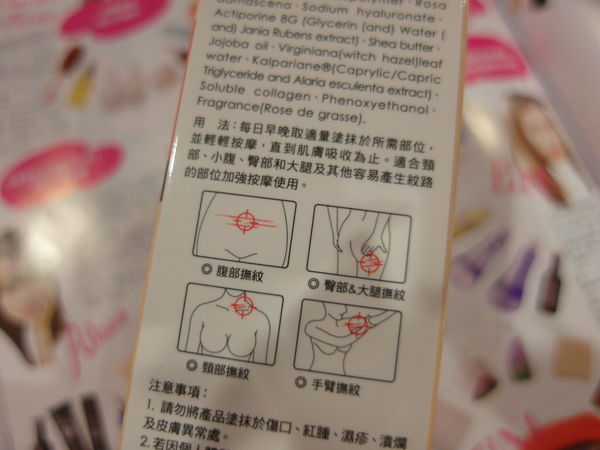 Damascena、Sodium hyaluronate、
Actiporine 8G (Glycerin (and) Water (
and) Jania Rubens extract)、Shea butter、
Jojoba oil、Virginiana(witch hazel)leaf
water、Kalpariane®(Caprylic/Capric
Triglyceride and Alaria esculenta extract)、
Soluble collagen、Phenoxyethanol、
Fragrance(Rose de grasse).
用 法:每日早晚取適量塗抹於所需部位,
並輕輕按摩,直到肌膚吸收為止。適合頸
部、小腹、臀部和大腿及其他容易產生紋路
的部位加強按摩使用。
◎ 腹部撫紋
◎ 臀部&大腿撫紋
◎ 頸部撫紋
◎ 手臂撫紋
注意事項:
1. 請勿將產品塗抹於傷口、紅腫、濕疹、潰爛
及皮膚異常處。
2. 若因個人